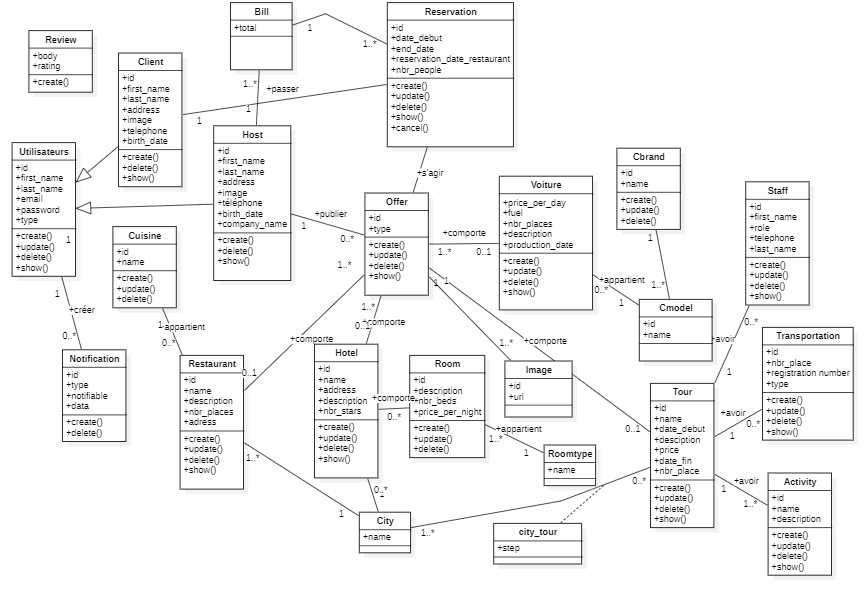 Bill
+total
Reservation
+id
+date_debut
+end_date
+reservation_date_restaurant
+nbr_people
+create()
+update()
+delete()
+show()
+cancel()
1
1..*
Review
+body
+rating
+create()
Client
+id
+first_name
+last_name
+address
+image
+telephone
+birth_date
+create()
+delete()
+show()
1..*
+passer
1
1
Utilisateurs
+id
+first_name
+last_name
+email
+password
+type
+create()
+update()
+delete()
+show()
1
Host
+id
+first_name
+last_name
+address
+image
+téléphone
+birth_date
+company_name
+create()
+delete()
+show()
+s'agir
Offer
+id
+type
+create()
+update()
+delete()
+show()
+publier
1
0..*
Voiture
+price_per_day
+fuel
+nbr_places
+description
+production_date
+create()
+update()
+delete()
+show()
+comporte
1..*
0..1
Cbrand
+id
+name
+create()
+update()
+delete()
1
1..*
Staff
+id
+first_name
+role
+telephone
+last_name
+create()
+update()
+delete()
+show()
Cuisine
+id
+name
+create()
+update()
+delete()
1
+appartient
0..*
1
+créer
0..*
Notification
+id
+type
+notifiable
+data
+create()
+delete()
Restaurant
+id
+name
+description
+nbr_places
+adress
+create()
+update()
+delete()
+show()
1..*
+comporte
0..1
1..*
+comporte
0..1
Hotel
+id
+name
+address
+description
+nbr_stars
+create()
+update()
+delete()
+show()
+comporte
0..*
Room
+id
+description
+nbr_beds
+price_per_night
+create()
+update()
+delete()
1
1
1..*
+comporte
Image
+id
+url
+appartient
0..*
1
Cmodel
+id
+name
+avoir
0..*
1
Transportation
+id
+nbr_place
+registration number
+type
+create()
+update()
+delete()
+show()
Tour
+id
+name
+date_debut
+desciption
+price
+date_fin
+nbr_place
+create()
+update()
+delete()
+show()
0..1
0..*
+avoir
0..*
1
+appartient
1..*
1
Roomtype
+name
+avoir
1
1..*
Activity
+id
+name
+description
+create()
+update()
+delete()
+show()
1..*
1
0..*
City
+name
1..*
city_tour
+step